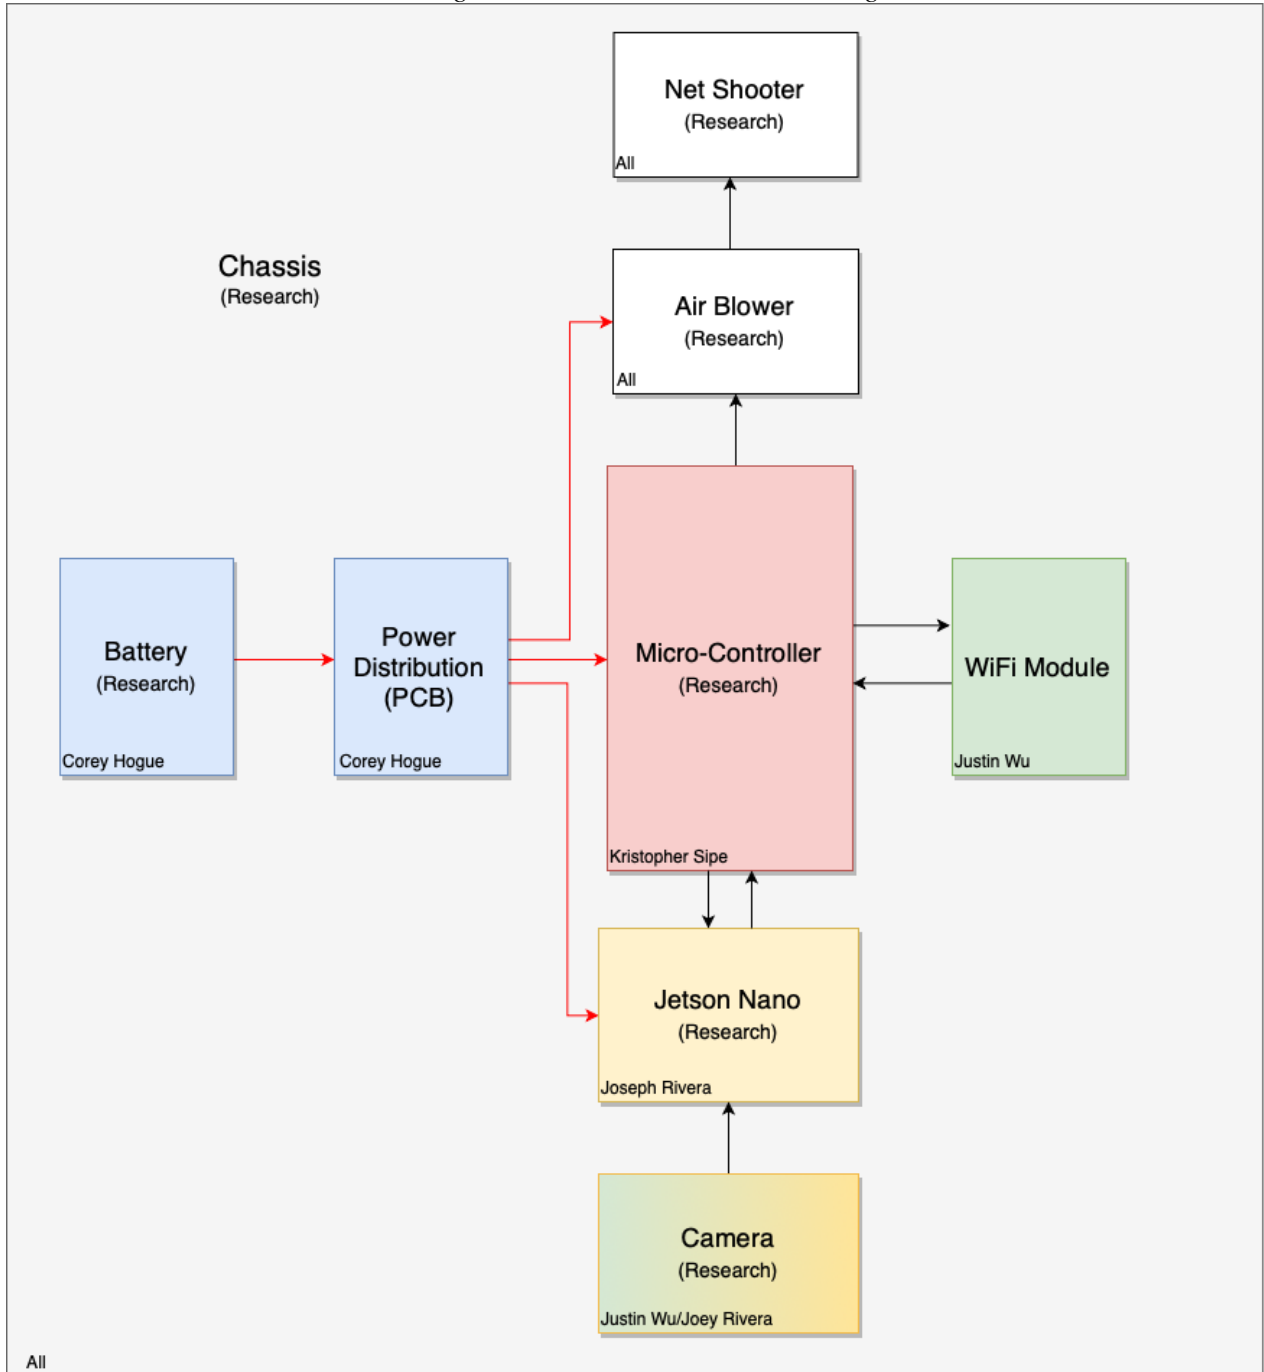 Net Shooter
(Research)
All
Chassis
(Research)
Air Blower
(Research)
All
Battery
(Research)
Corey Hogue
Power
Distribution
(PCB)
Corey Hogue
Micro-Controller
(Research)
Kristopher Sipe
WiFi Module
Justin Wu
Jetson Nano
(Research)
Joseph Rivera
Camera
(Research)
Justin Wu/Joey Rivera
All